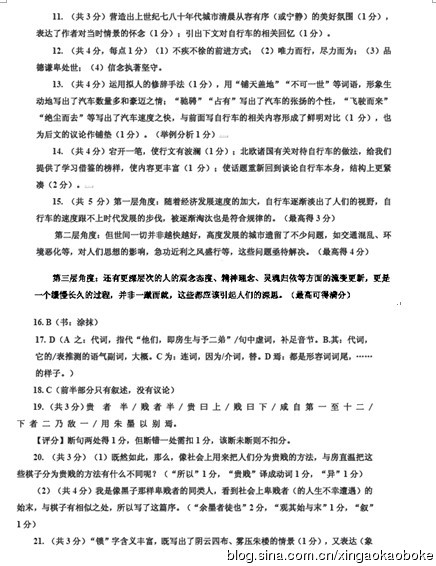 11.（共3分）营造出上世纪七八十年代城市清晨从容有序（或宁静）的美好氛围（1分），
表达了作者对当时情景的怀念（1分）；引出下文对自行车的相关回忆（1分）。
12.（共4分，每点1分）（1）不疾不徐的前进方式；（2）唯力而行，尽力而为；（3）品
德谦卑处世；（4）信念执著坚守。
13.（共4分）运用拟人的修辞手法（1分），用“铺天盖地”“不可一世”等词语，形象生
动地写出了汽车数量多和豪迈之情；“驰骋”“占有”写出了汽车的张扬的个性，“飞驶而来”
“绝尘而去”等写出了汽车速度之快，与前面写自行车的相关内容形成了鲜明对比（1分），也
为后文的议论作铺垫（1分）。（举例分析1分）
14.（共4分）宕开一笔，使行文有波澜（1分）；北欧诸国有关对待自行车的做法，给我们
提供了学习借鉴的榜样，使内容更丰富（1分）；使话题重新回到谈论自行车本身，结构上更紧
凑（2分）。
15.（共5分）第一层角度：随着经济发展速度的加大，自行车逐渐淡出了人们的视野，自
行车的速度跟不上时代发展的步伐，被逐渐淘汰也是符合规律的。（最高得3分）
第二层角度：但世间一切并非越快越好，高度发展的城市遗留了不少问题，如交通混乱、环
境恶化等，对人们思想的影响，急功近利之风盛行等，这些问题亟待解决。（最高得4分）
第三层角度：还有更深层次的人的观念态度、精神理念、灵魂归依等方面的流变更新，更是
一个缓慢长久的过程，并非一蹴而就，这些都应该引起人们的深思。（最高可得满分）
16.B（书：涂抹）
17.D（A之：代词，指代“他们，即房生与予二弟”/句中虚词，补足音节。B.其：代词，
它的/表推测的语气副词，大概。C为：连词，因为/介词，替。D焉：都是形容词词尾，……
的样子。）
18.C（前半部分只有叙述，没有议论）
19.（共3分）贵 者 半/贱 者 半/贵 曰 上/贱 曰 下/咸 自 第 一 至 十 二/
下 者 二 乃 敌 一/用 朱 墨 以 别 焉。
【评分】断句两处得1分，但断错一处需扣1分，该断未断则不扣分。
20.（共3分）（1）既然如此，那么，像社会上用来把人们分为贵贱的方法，与房直温把这
些棋子分为贵贱的方法有什么不同呢？（“所以”1分，“贵贱”译成动词1分，“异”1分）
（2）（共4分）我是像黑子那样卑贱者的同类人，看到社会上卑贱者（的人生不幸遭遇）的
始末，与棋子有相似之处，所以写了这篇序。（“余墨者徒也”2分，“观其始与末”1分，“叙”
1分）
21.（共3分）“锁”字含义丰富，既写出了阴云四布、雾压朱楼的情景（1分），又表达（象
blog.sina.com.cn/xingaokaoboke